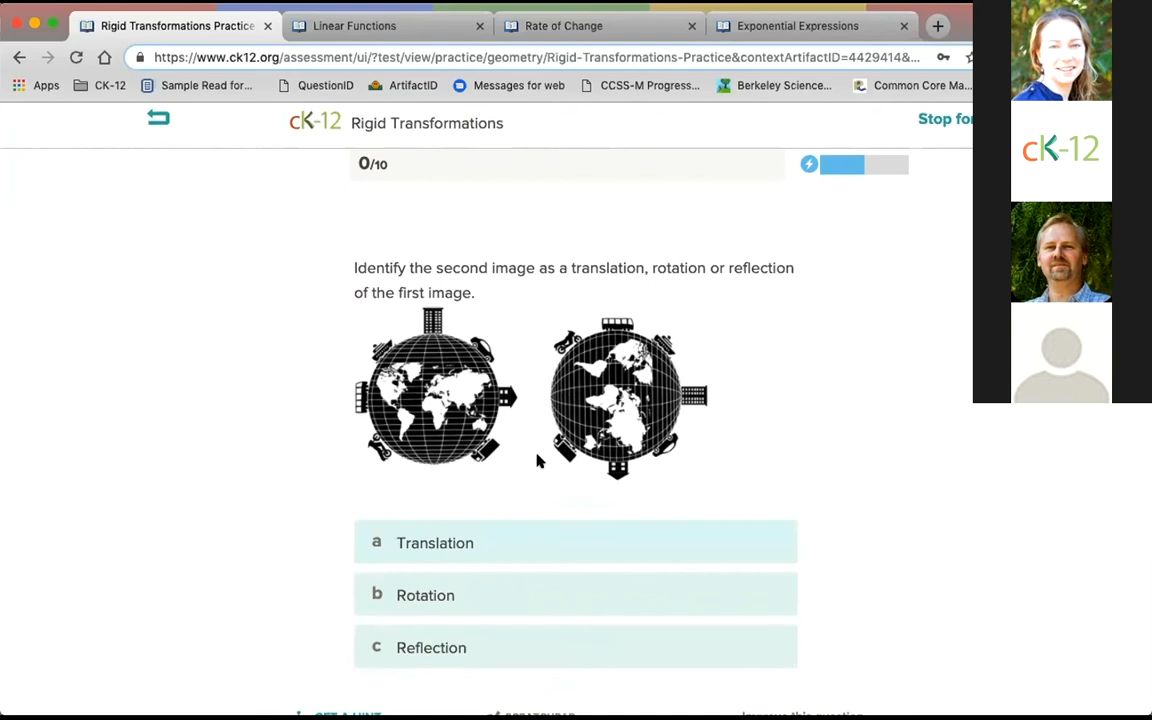 Rigid Transformations Practice
Linear Functions
Rate of Change
Exponential Expressions
https://www.ck12.org/assessment/ui/?test/view/practice/geometry/Rigid-Transformations-Practice&contextArtifactID=4429414&...
Apps CK-12 Sample Read for... QuestionID ArtifactID Messages for web CCSS-M Progress... Berkeley Science... Common Core Ma...
cK-12 Rigid Transformations
Stop for
0/10
Identify the second image as a translation, rotation or reflection
of the first image.
a Translation
b Rotation
c Reflection
cK-12